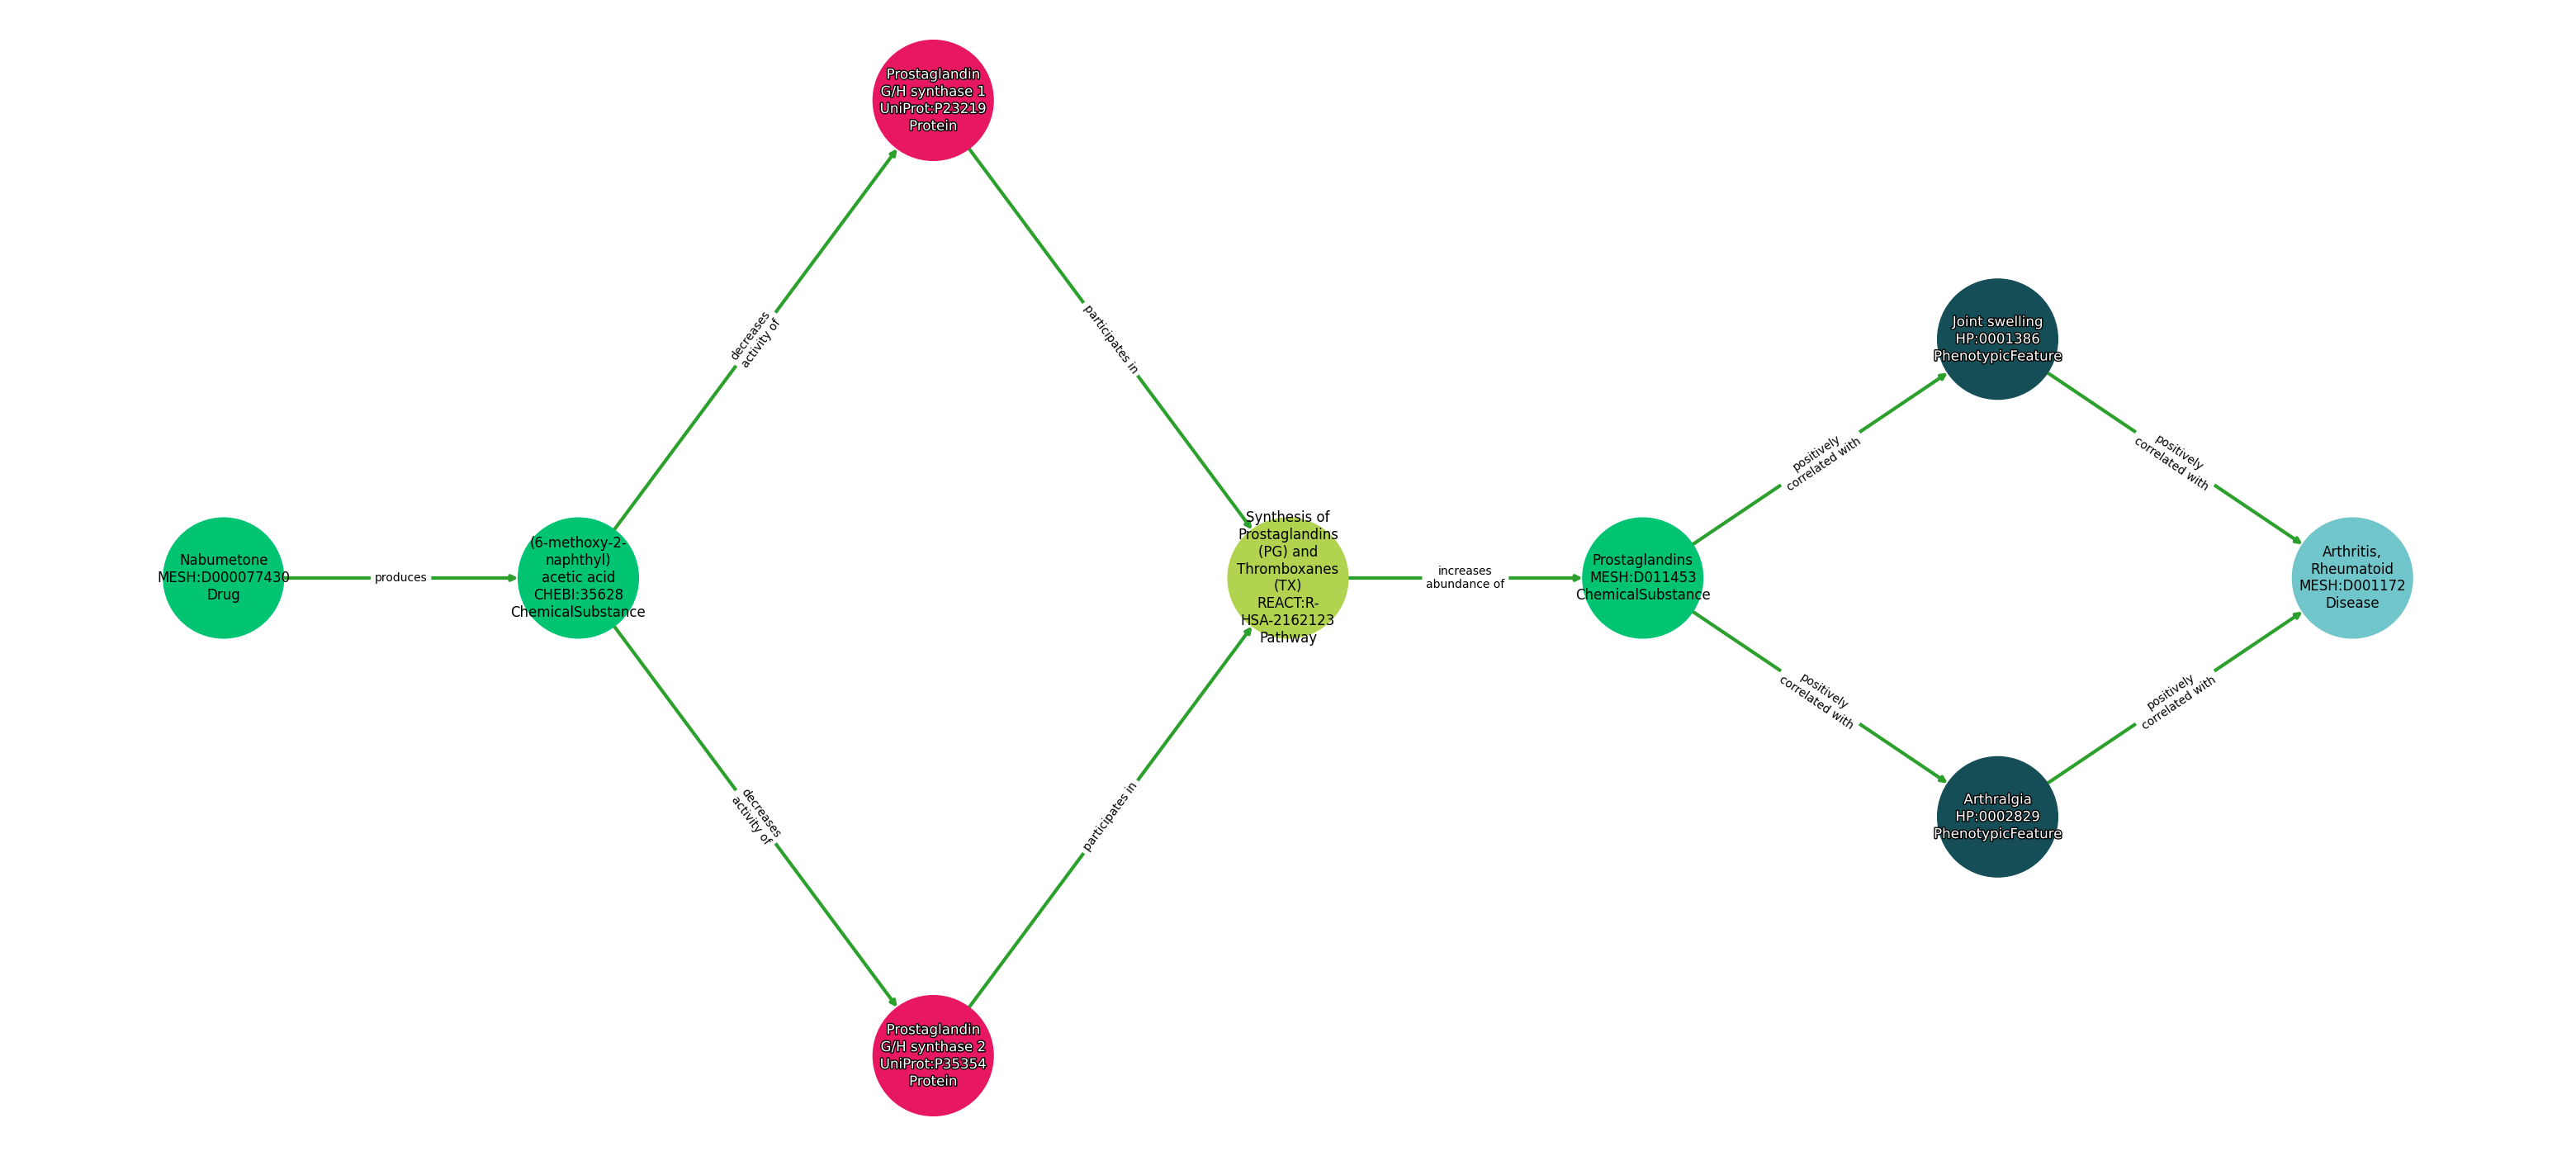 Prostaglandin
G/H synthase 1
UniProt:P23219
Protein
decreases
activity of
participates in
Joint swelling
HP:0001386
PhenotypicFeature
positively
correlated with
positively
correlated with
Nabumetone
MESH:D000077430
Drug
produces
(6-methoxy-2-
naphthyl)
acetic acid
CHEBI:35628
ChemicalSubstance
Synthesis of
Prostaglandins
(PG) and
Thromboxanes
(TX)
REACT:R-
HSA-2162123
Pathway
increases
abundance of
Prostaglandins
MESH:D011453
ChemicalSubstance
Arthritis,
Rheumatoid
MESH:D001172
Disease
positively
correlated with
positively
correlated with
Arthralgia
HP:0002829
PhenotypicFeature
decreases
activity of
participates in
Prostaglandin
G/H synthase 2
UniProt:P35354
Protein